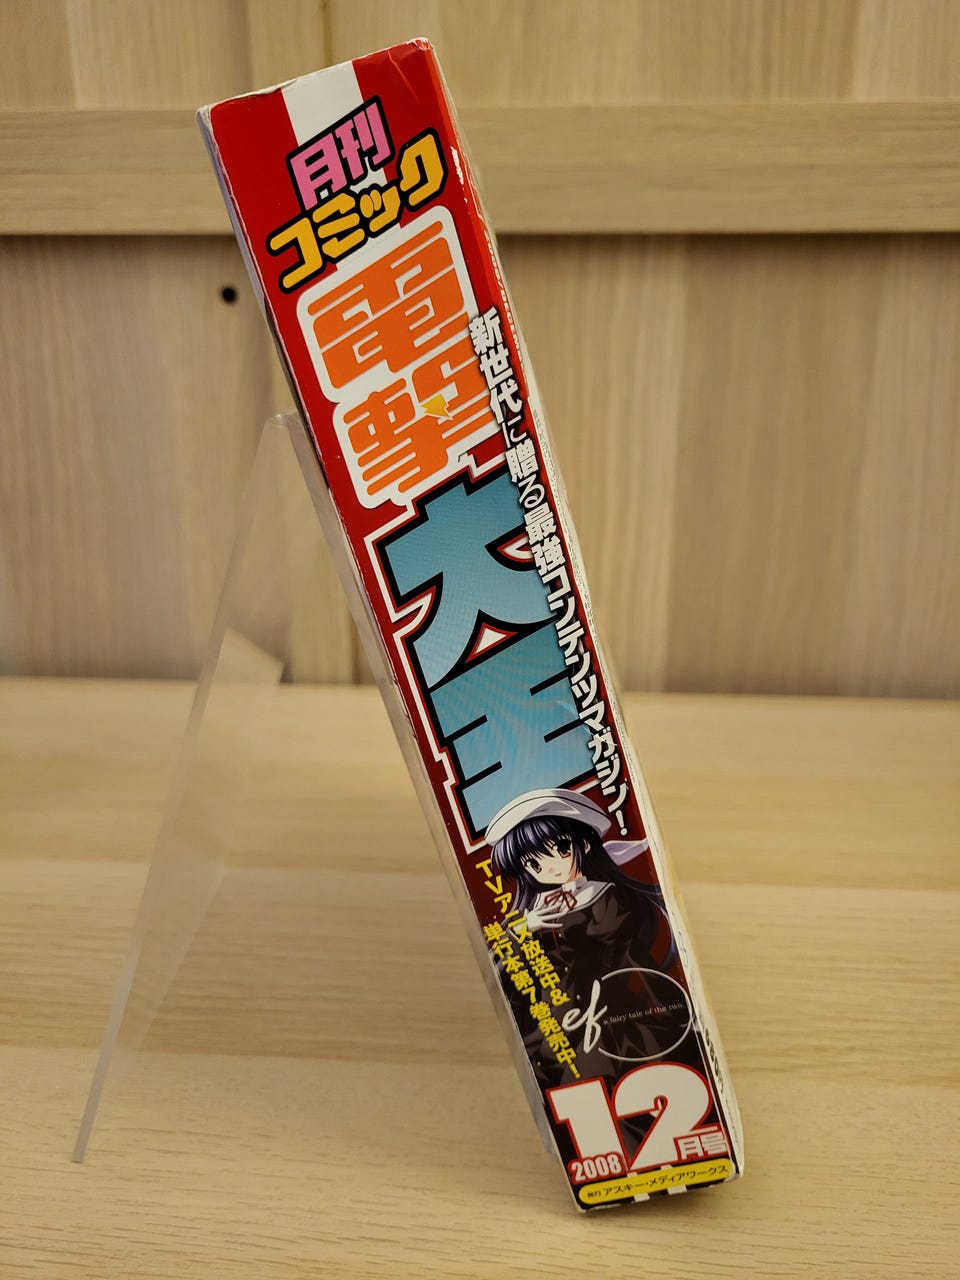 月刊
コミック
電撃
大王
新世代に贈る最強コンテンツマガジン!
TVアニメ放送中&
単行本第7巻発売中!
ef
a fairy tale of the two.
12
月号
2008
発行 アスキー・メディアワークス